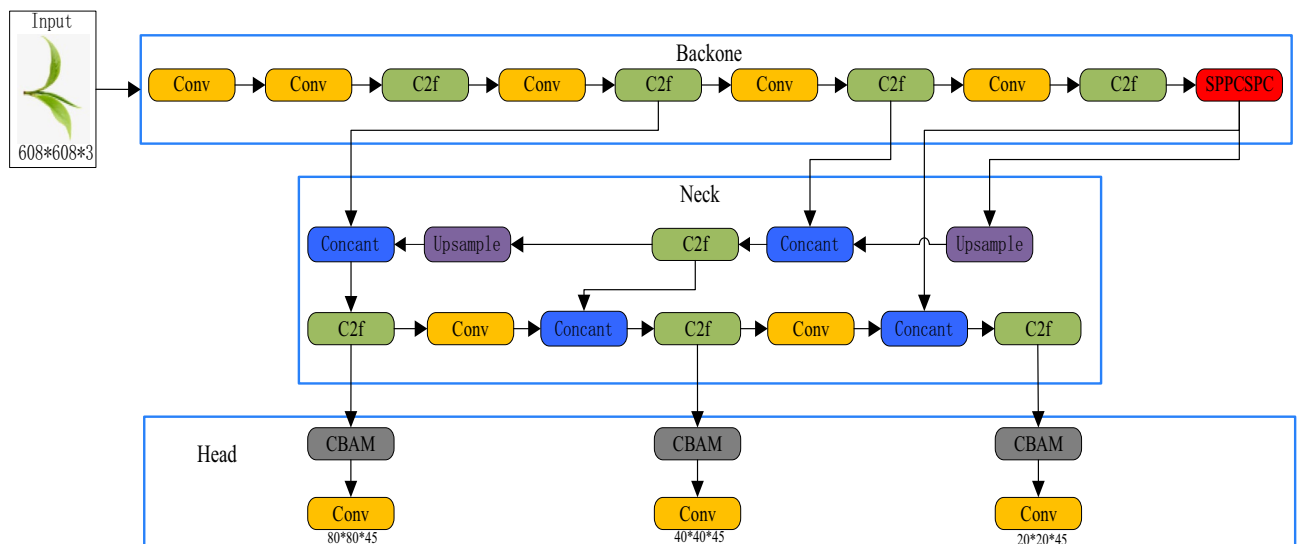 Input
608*608*3
Backone
Conv
Conv
C2f
Conv
C2f
Conv
C2f
Conv
C2f
SPPCSPC
Neck
Concant
Upsample
C2f
Concant
Upsample
C2f
Conv
Concant
C2f
Conv
Concant
C2f
Head
CBAM
CBAM
CBAM
Conv
Conv
Conv
80*80*45
40*40*45
20*20*45